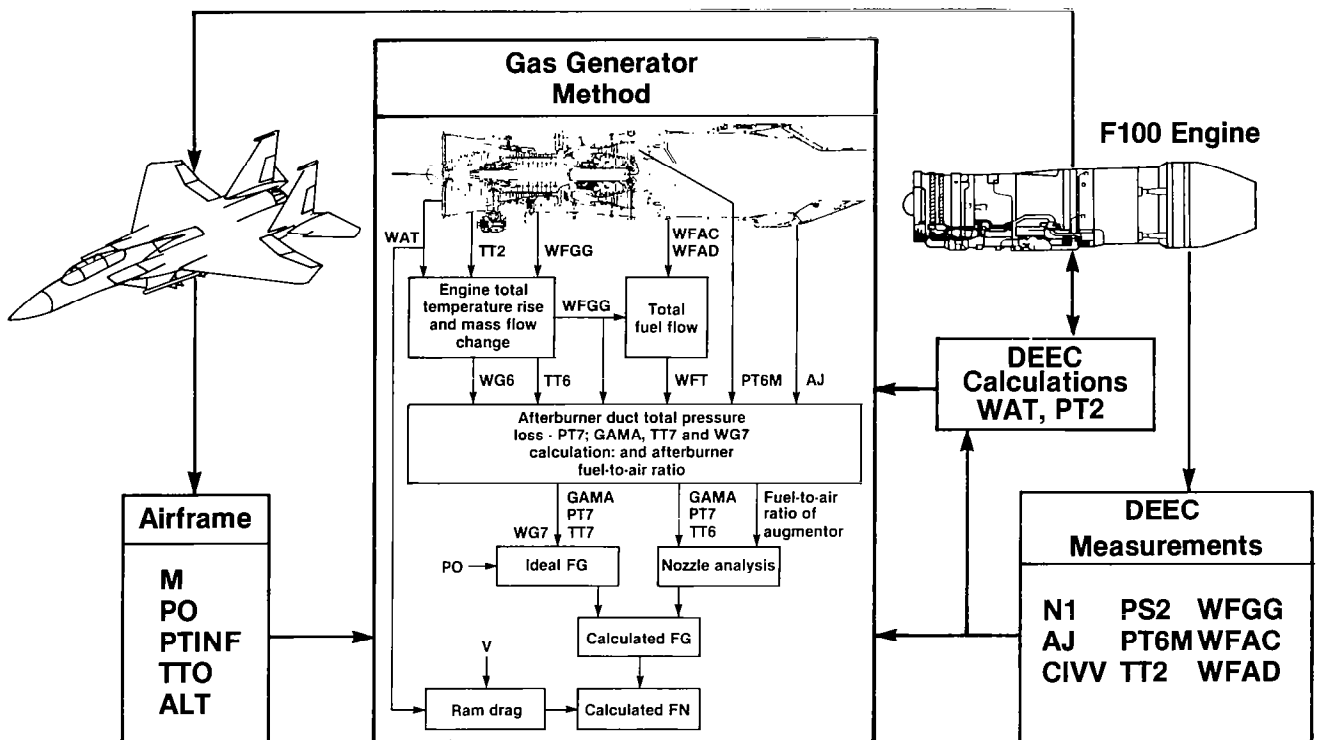 Gas Generator
Method
F100 Engine
WAT
TT2
WFGG
WFAC
WFAD
Engine total
temperature rise
and mass flow
change
WFGG
Total
fuel flow
WG6
TT6
WFT
PT6M
AJ
Afterburner duct total pressure
loss - PT7; GAMA, TT7 and WG7
calculation: and afterburner
fuel-to-air ratio
GAMA
PT7
WG7 TT7
GAMA
PT7
TT6
Fuel-to-air
ratio of
augmentor
PO
Ideal FG
Nozzle analysis
Calculated FG
V
Ram drag
Calculated FN
Airframe
M
PO
PTINF
TTO
ALT
DEEC
Calculations
WAT, PT2
DEEC
Measurements
N1 PS2 WFGG
AJ PT6M WFAC
CIVV TT2 WFAD